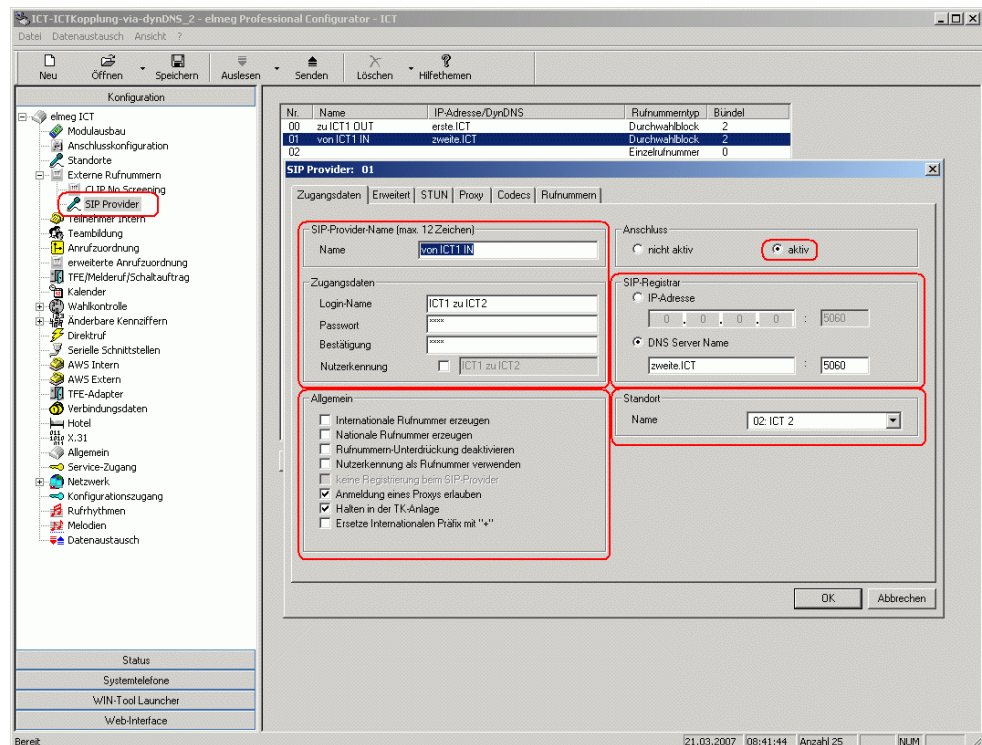 ICT-ICTKopplung-via-dynDNS_2 - elmeg Professional Configurator - ICT
Datei Datenaustausch Ansicht ?
Neu Öffnen Speichern Auslesen Senden Löschen Hilfethemen
Konfiguration
elmeg ICT
Modulausbau
Anschlusskonfiguration
Standorte
Externe Rufnummern
CLIP No Screening
SIP Provider
Teilnehmer Intern
Teambildung
Anrufzuordnung
erweiterte Anrufzuordnung
TFE/Melderuf/Schaltauftrag
Kalender
Wahlkontrolle
Änderbare Kennziffern
Direktruf
Serielle Schnittstellen
AWS Intern
AWS Extern
TFE-Adapter
Verbindungsdaten
Hotel
X.31
Allgemein
Service-Zugang
Netzwerk
Konfigurationszugang
Rufrhythmen
Melodien
Datenaustausch
Status
Systemtelefone
WIN-Tool Launcher
Web-Interface
Nr. Name IP-Adresse/DynDNS Rufnummerntyp Bündel
00 zu ICT1 OUT erste.ICT Durchwahlblock 2
01 von ICT1 IN zweite.ICT Durchwahlblock 2
02 Einzelrufnummer 0
SIP Provider: 01
Zugangsdaten Erweitert STUN Proxy Codecs Rufnummern
SIP-Provider-Name (max. 12 Zeichen)
Name von ICT1 IN
Zugangsdaten
Login-Name ICT1 zu ICT2
Passwort ××××
Bestätigung ××××
Nutzerkennung ICT1 zu ICT2
Allgemein
Internationale Rufnummer erzeugen
Nationale Rufnummer erzeugen
Rufnummern-Unterdrückung deaktivieren
Nutzerkennung als Rufnummer verwenden
keine Registrierung beim SIP-Provider
Anmeldung eines Proxys erlauben
Halten in der TK-Anlage
Ersetze Internationalen Präfix mit "+"
Anschluss
nicht aktiv aktiv
SIP-Registrar
IP-Adresse
0 . 0 . 0 . 0 : 5060
DNS Server Name
zweite.ICT : 5060
Standort
Name 02: ICT 2
OK Abbrechen
Bereit 21.03.2007 08:41:44 Anzahl 25 NUM